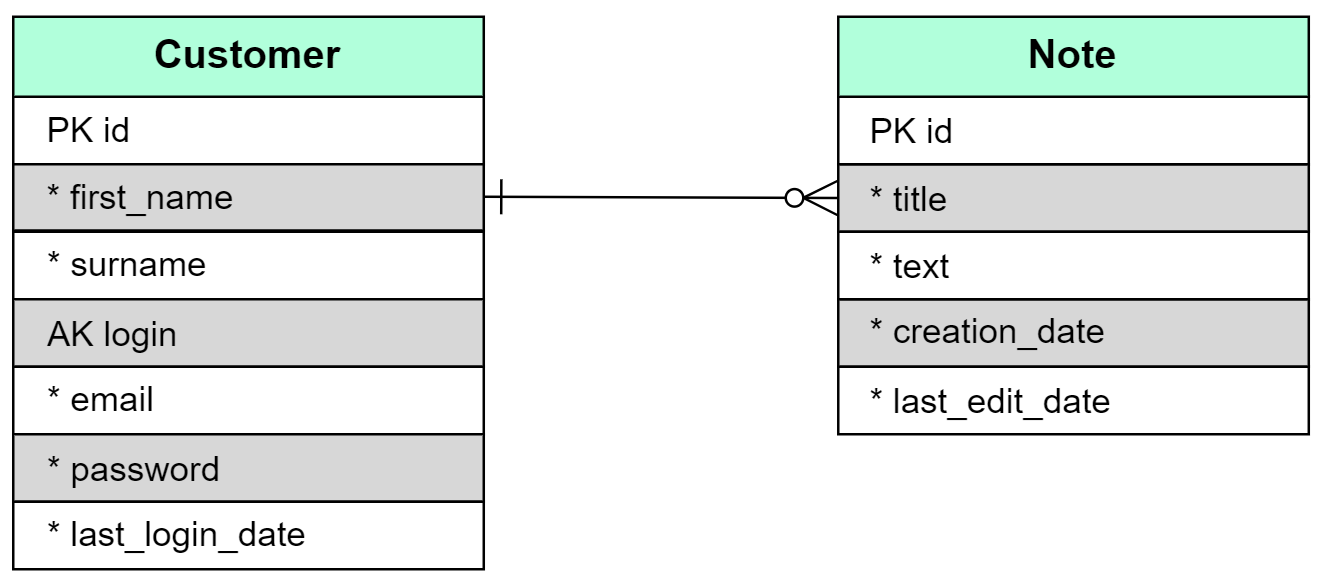 Customer
PK id
* first_name
* surname
AK login
* email
* password
* last_login_date
Note
PK id
* title
* text
* creation_date
* last_edit_date